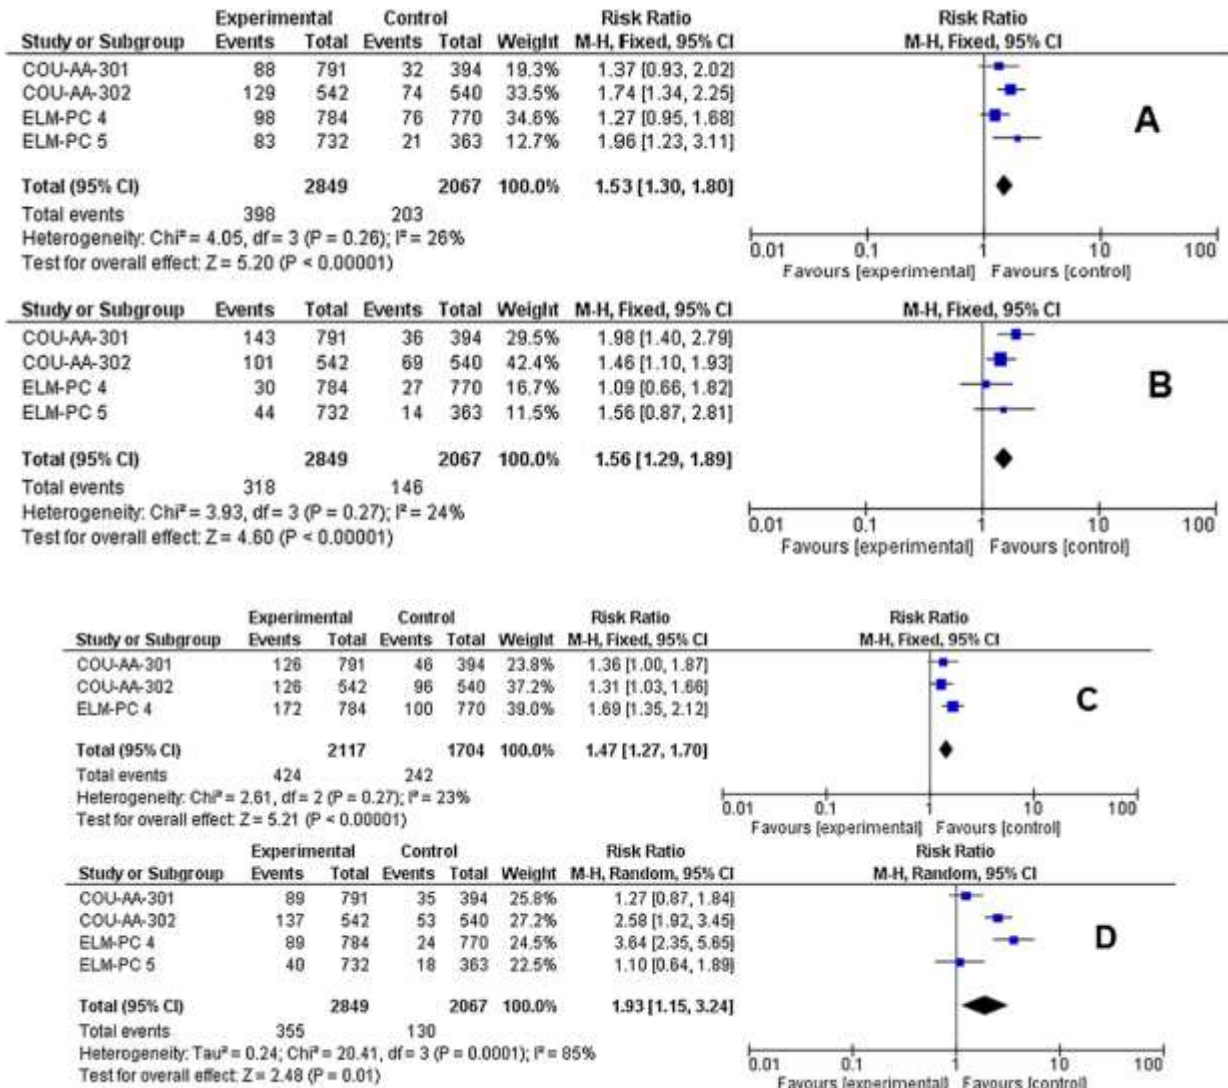 Experimental Control Risk Ratio Risk Ratio
Study or Subgroup Events Total Events Total Weight M-H, Fixed, 95% CI M-H, Fixed, 95% CI
COU-AA-301 88 791 32 394 19.3% 1.37 [0.93, 2.02]
COU-AA-302 129 542 74 540 33.5% 1.74 [1.34, 2.25]
ELM-PC 4 98 784 76 770 34.6% 1.27 [0.95, 1.68]
ELM-PC 5 83 732 21 363 12.7% 1.96 [1.23, 3.11]
A
Total (95% CI) 2849 2067 100.0% 1.53 [1.30, 1.80]
Total events 398 203
Heterogeneity: Chi² = 4.05, df = 3 (P = 0.26); I² = 26%
Test for overall effect: Z = 5.20 (P < 0.00001)
0.01 0.1 1 10 100
Favours [experimental] Favours [control]
Study or Subgroup Events Total Events Total Weight M-H, Fixed, 95% CI M-H, Fixed, 95% CI
COU-AA-301 143 791 36 394 29.5% 1.98 [1.40, 2.79]
COU-AA-302 101 542 69 540 42.4% 1.46 [1.10, 1.93]
ELM-PC 4 30 784 27 770 16.7% 1.09 [0.66, 1.82]
ELM-PC 5 44 732 14 363 11.5% 1.56 [0.87, 2.81]
B
Total (95% CI) 2849 2067 100.0% 1.56 [1.29, 1.89]
Total events 318 146
Heterogeneity: Chi² = 3.93, df = 3 (P = 0.27); I² = 24%
Test for overall effect: Z = 4.60 (P < 0.00001)
0.01 0.1 1 10 100
Favours [experimental] Favours [control]
Experimental Control Risk Ratio Risk Ratio
Study or Subgroup Events Total Events Total Weight M-H, Fixed, 95% CI M-H, Fixed, 95% CI
COU-AA-301 126 791 46 394 23.8% 1.36 [1.00, 1.87]
COU-AA-302 126 542 96 540 37.2% 1.31 [1.03, 1.66]
ELM-PC 4 172 784 100 770 39.0% 1.69 [1.35, 2.12]
C
Total (95% CI) 2117 1704 100.0% 1.47 [1.27, 1.70]
Total events 424 242
Heterogeneity: Chi² = 2.61, df = 2 (P = 0.27); I² = 23%
Test for overall effect: Z = 5.21 (P < 0.00001)
0.01 0.1 1 10 100
Favours [experimental] Favours [control]
Experimental Control Risk Ratio Risk Ratio
Study or Subgroup Events Total Events Total Weight M-H, Random, 95% CI M-H, Random, 95% CI
COU-AA-301 89 791 35 394 25.8% 1.27 [0.87, 1.84]
COU-AA-302 137 542 53 540 27.2% 2.58 [1.92, 3.45]
ELM-PC 4 89 784 24 770 24.5% 3.64 [2.35, 5.65]
ELM-PC 5 40 732 18 363 22.5% 1.10 [0.64, 1.89]
D
Total (95% CI) 2849 2067 100.0% 1.93 [1.15, 3.24]
Total events 355 130
Heterogeneity: Tau² = 0.24; Chi² = 20.41, df = 3 (P = 0.0001); I² = 85%
Test for overall effect: Z = 2.48 (P = 0.01)
0.01 0.1 1 10 100
Favours [experimental] Favours [control]